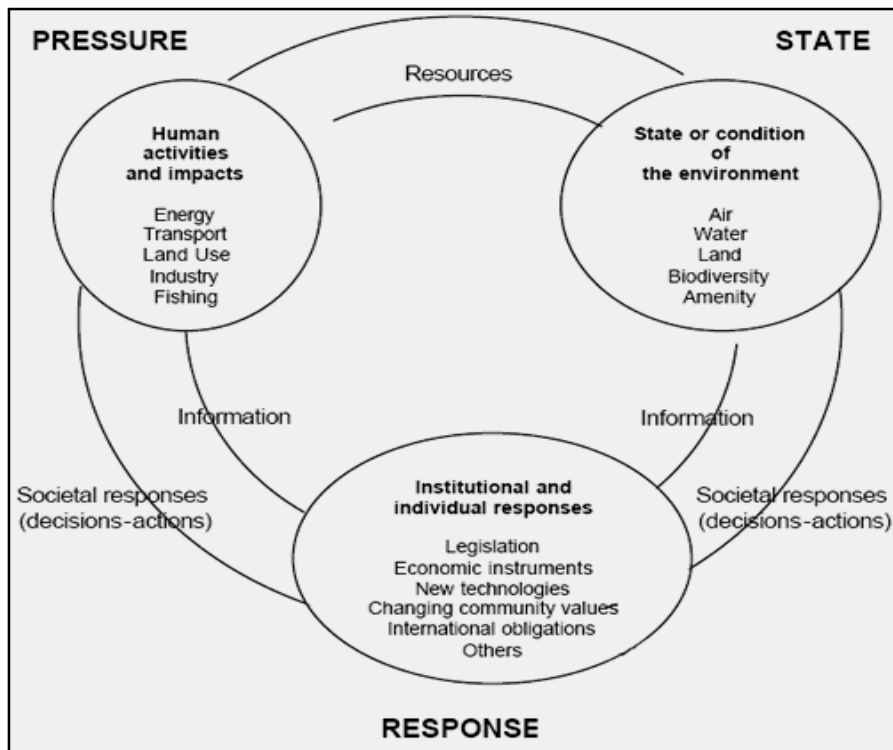 PRESSURE
STATE
Resources
Human
activities
and impacts
Energy
Transport
Land Use
Industry
Fishing
State or condition
of
the environment
Air
Water
Land
Biodiversity
Amenity
Information
Information
Societal responses
(decisions-actions)
Societal responses
(decisions-actions)
Institutional and
individual responses
Legislation
Economic instruments
New technologies
Changing community values
International obligations
Others
RESPONSE